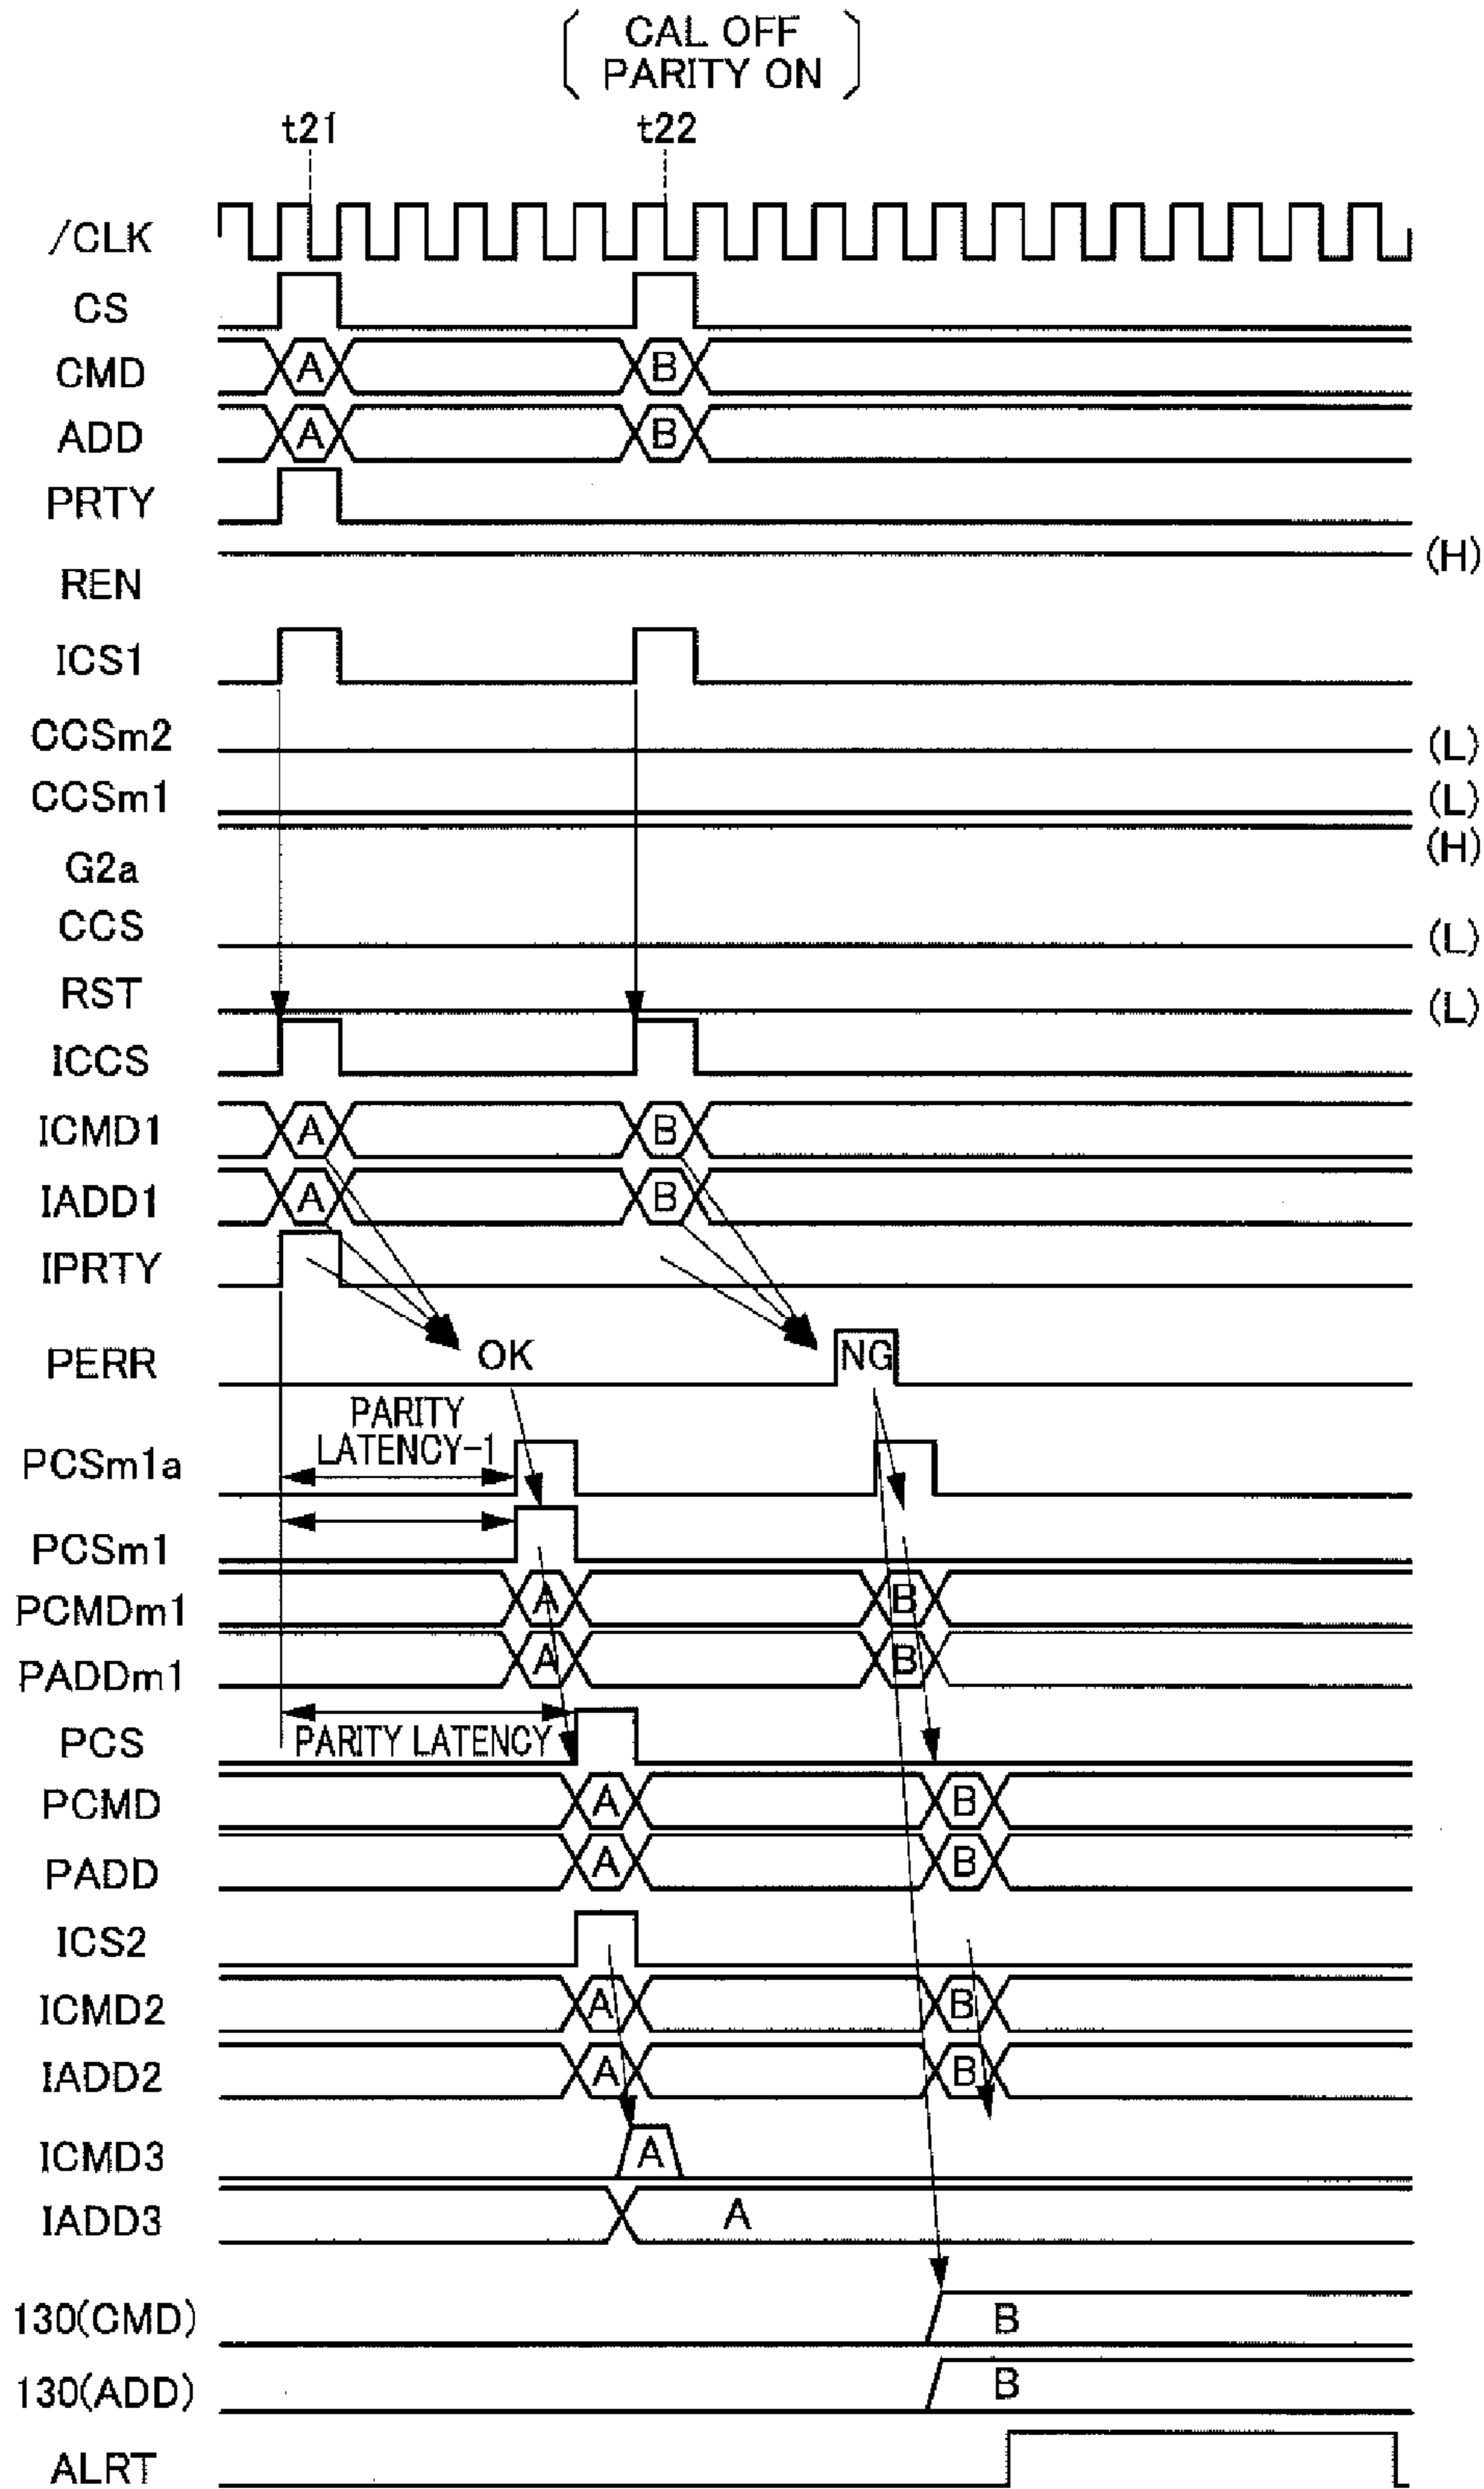 CAL OFF
PARITY ON
t21 t22
/CLK
CS
CMD A B
ADD A B
PRTY
REN (H)
ICS1
CCSm2 (L)
CCSm1 (L)
G2a (H)
CCS (L)
RST (L)
ICCS
ICMD1 A B
IADD1 A B
IPRTY
PERR OK NG
PARITY
LATENCY-1
PCSm1a
PCSm1
PCMDm1 A B
PADDm1 A B
PCS PARITY LATENCY
PCMD A B
PADD A B
ICS2
ICMD2 A B
IADD2 A B
ICMD3 A
IADD3 A
130(CMD) B
130(ADD) B
ALRT